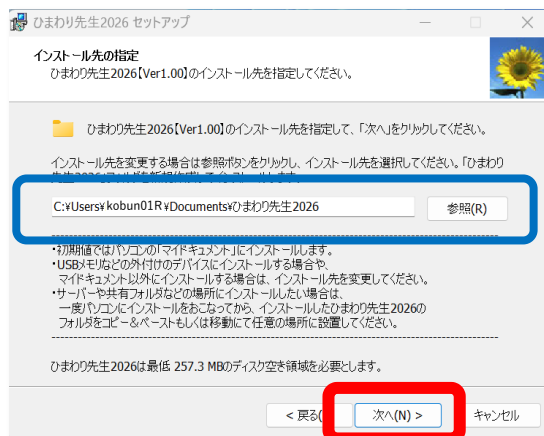 ひまわり先生2026 セットアップ
インストール先の指定
ひまわり先生2026【Ver1.00】のインストール先を指定してください。
ひまわり先生2026【Ver1.00】のインストール先を指定して、「次へ」をクリックしてください。
インストール先を変更する場合は参照ボタンをクリックし、インストール先を選択してください。「ひまわり
C:¥Users¥kobun01R¥Documents¥ひまわり先生2026
参照(R)
・初期値ではパソコンの「マイドキュメント」にインストールします。
・USBメモリなどの外付けのデバイスにインストールする場合や、
マイドキュメント以外にインストールする場合は、インストール先を変更してください。
・サーバーや共有フォルダなどの場所にインストールしたい場合は、
一度パソコンにインストールをおこなってから、インストールしたひまわり先生2026の
フォルダをコピー&ペーストもしくは移動にて任意の場所に設置してください。
ひまわり先生2026は最低 257.3 MBのディスク空き領域を必要とします。
< 戻る(
次へ(N) >
キャンセル